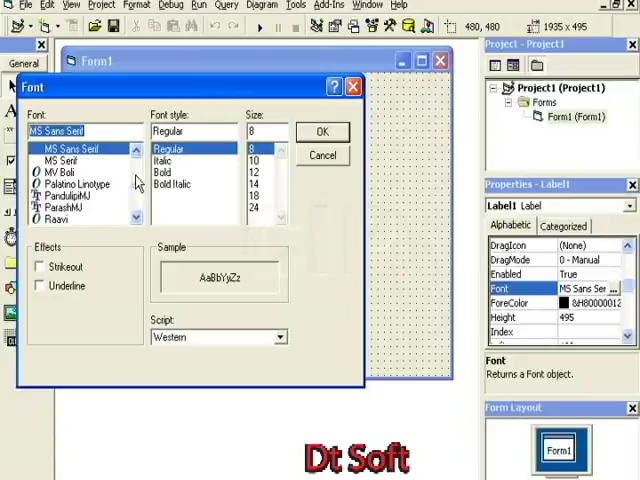 File Edit View Project Format Debug Run Query Diagram Tools Add-Ins Window Help
480, 480
1935 x 495
General
Form1
Font
Font:
Font style:
Size:
MS Sans Serif
Regular
8
OK
MS Sans Serif
Regular
8
MS Serif
Italic
10
Cancel
MV Boli
Bold
12
Palatino Linotype
Bold Italic
14
PandulipiMJ
18
ParashMJ
24
Raavi
Effects
Sample
Strikeout
Underline
AaBbYyZz
Script:
Western
Project - Project1
Project1 (Project1)
Forms
Form1 (Form1)
Properties - Label1
Label1 Label
Alphabetic
Categorized
DragIcon (None)
DragMode 0 - Manual
Enabled True
Font MS Sans Ser ...
ForeColor &H80000012
Height 495
Index
Font
Returns a Font object.
Form Layout
Form1
Dt Soft